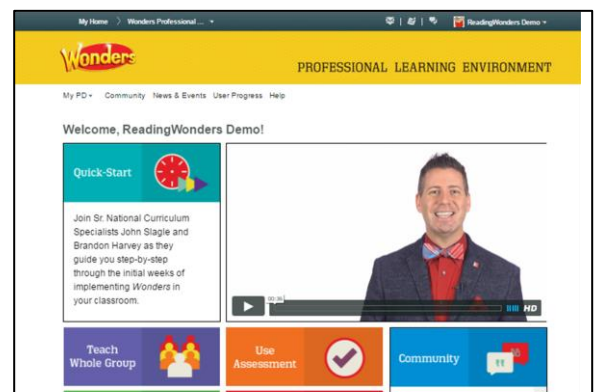 My Home > Wonders Professional ...
ReadingWonders Demo
Wonders
PROFESSIONAL LEARNING ENVIRONMENT
My PD Community News & Events User Progress Help
Welcome, ReadingWonders Demo!
Quick-Start
Join Sr. National Curriculum
Specialists John Slagle and
Brandon Harvey as they
guide you step-by-step
through the initial weeks of
implementing Wonders in
your classroom.
00:36
HD
Teach
Whole Group
Use
Assessment
Community